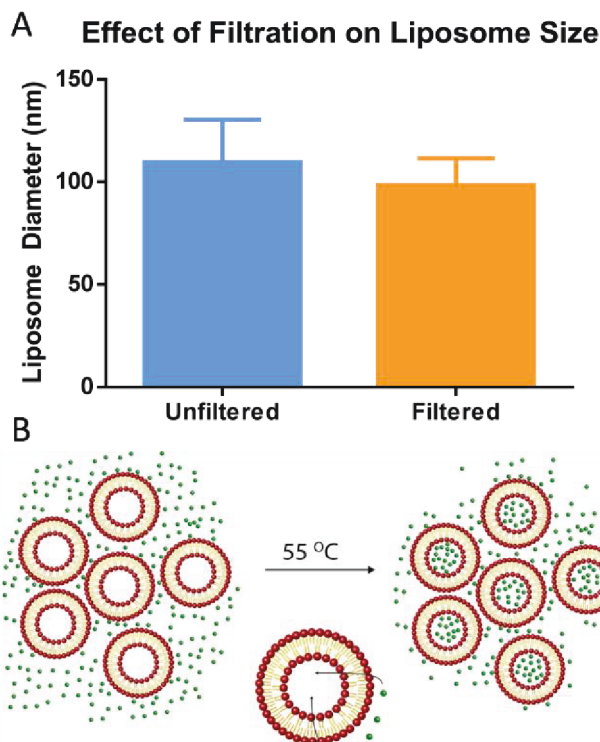 A
Effect of Filtration on Liposome Size
Liposome Diameter (nm)
150
100
50
0
Unfiltered
Filtered
B
55 °C